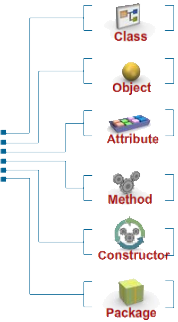 Class
Object
Attribute
Method
Constructor
Package